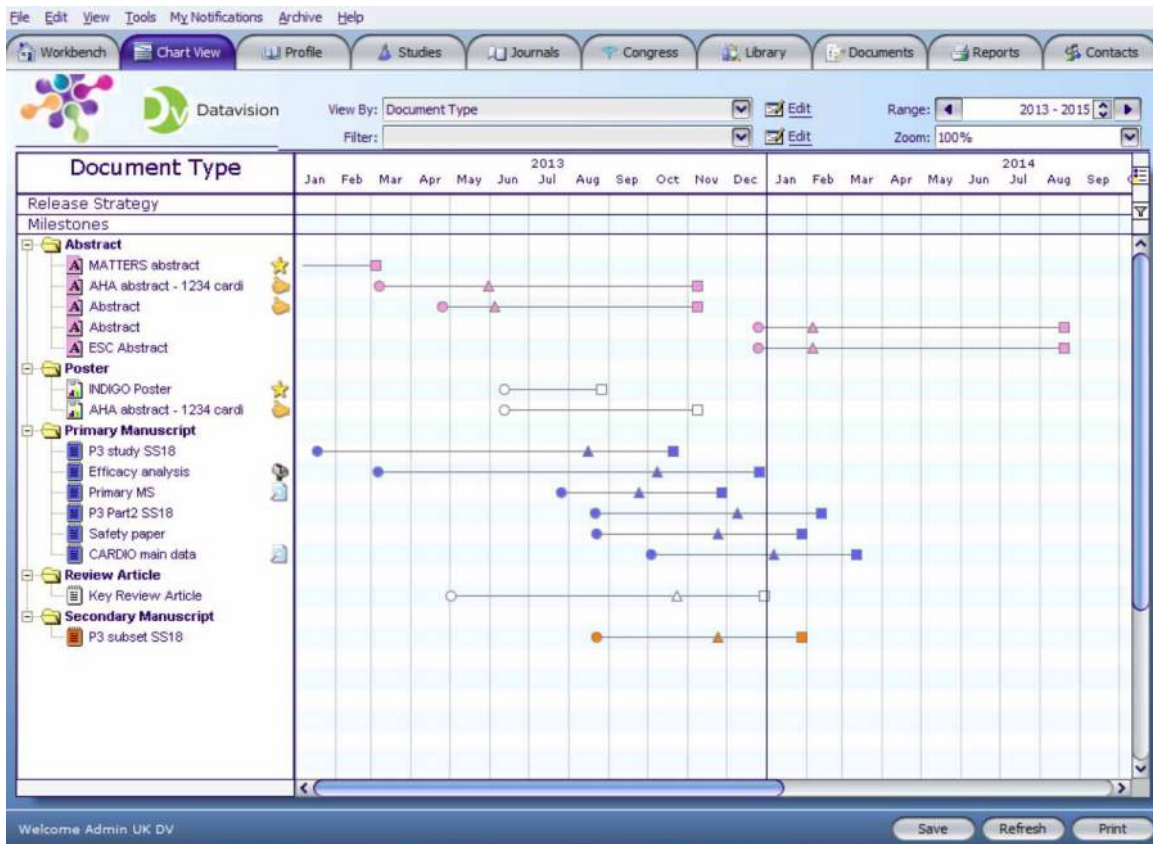 File Edit View Tools My Notifications Archive Help
Workbench Chart View Profile Studies Journals Congress Library Documents Reports Contacts
Dv Datavision
View By: Document Type Edit Range: 2013 - 2015
Filter: Edit Zoom: 100%
Document Type
2013 2014
Jan Feb Mar Apr May Jun Jul Aug Sep Oct Nov Dec Jan Feb Mar Apr May Jun Jul Aug Sep
Release Strategy
Milestones
Abstract
A MATTERS abstract
A AHA abstract - 1234 cardi
A Abstract
A Abstract
A ESC Abstract
Poster
INDIGO Poster
AHA abstract - 1234 cardi
Primary Manuscript
P3 study SS18
Efficacy analysis
Primary MS
P3 Part2 SS18
Safety paper
CARDIO main data
Review Article
Key Review Article
Secondary Manuscript
P3 subset SS18
Welcome Admin UK DV Save Refresh Print